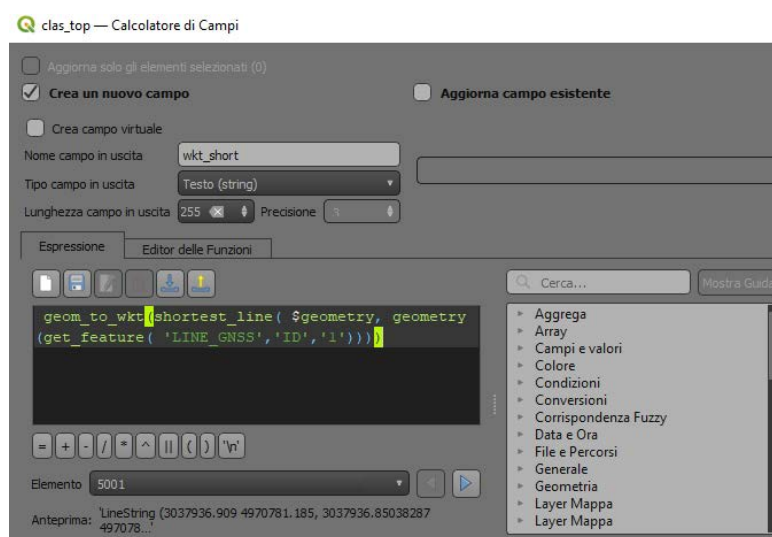 clas_top — Calcolatore di Campi
Aggiorna solo gli elementi selezionati (0)
Crea un nuovo campo
Aggiorna campo esistente
Crea campo virtuale
Nome campo in uscita wkt_short
Tipo campo in uscita Testo (string)
Lunghezza campo in uscita 255 Precisione 3
Espressione Editor delle Funzioni
Cerca... Mostra Guida
geom_to_wkt(shortest_line( $geometry, geometry
(get_feature( 'LINE_GNSS','ID','1'))))
Aggrega
Array
Campi e valori
Colore
Condizioni
Conversioni
Corrispondenza Fuzzy
Data e Ora
File e Percorsi
Generale
Geometria
Layer Mappa
Layer Mappa
= + - / * ^ || ( ) '\n'
Elemento 5001
Anteprima: 'LineString (3037936.909 4970781.185, 3037936.85038287
497078...'